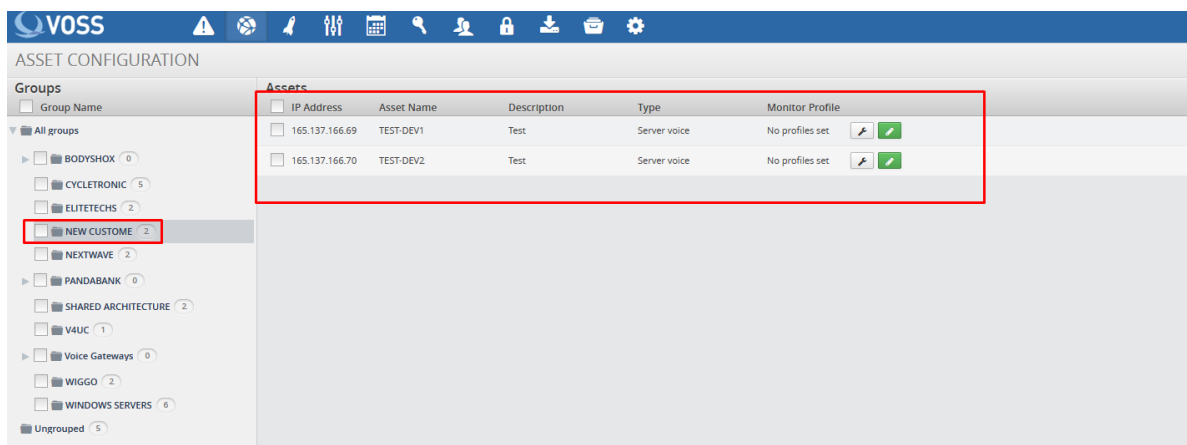 VOSS
ASSET CONFIGURATION
Groups
Group Name
All groups
BODYSHOX 0
CYCLETRONIC 5
ELITETECHS 2
NEW CUSTOME 2
NEXTWAVE 2
PANDABANK 0
SHARED ARCHITECTURE 2
V4UC 1
Voice Gateways 0
WIGGO 2
WINDOWS SERVERS 6
Ungrouped 5
Assets
IP Address Asset Name Description Type Monitor Profile
165.137.166.69 TEST-DEV1 Test Server voice No profiles set
165.137.166.70 TEST-DEV2 Test Server voice No profiles set